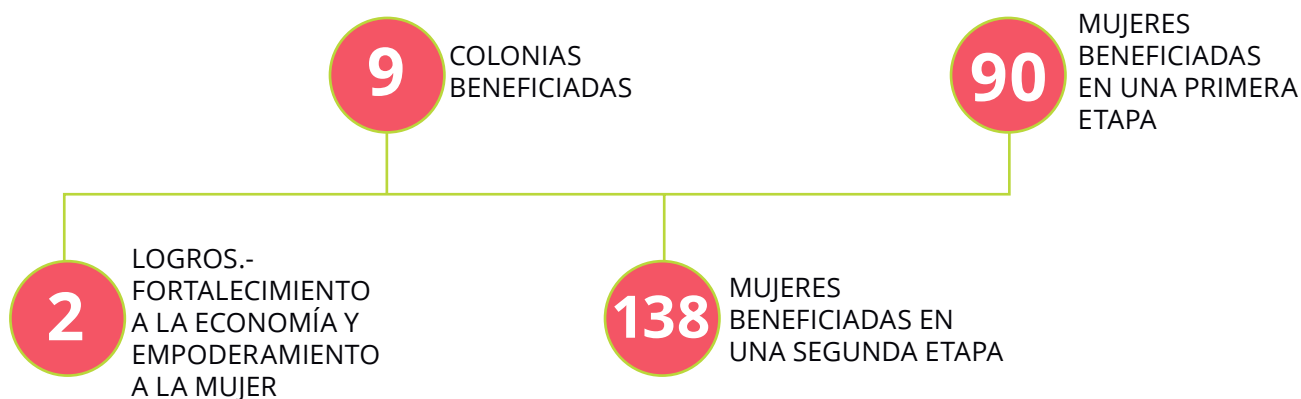 9
COLONIAS
BENEFICIADAS
90
MUJERES
BENEFICIADAS
EN UNA PRIMERA
ETAPA
2
LOGROS.-
FORTALECIMIENTO
A LA ECONOMÍA Y
EMPODERAMIENTO
A LA MUJER
138
MUJERES
BENEFICIADAS EN
UNA SEGUNDA ETAPA